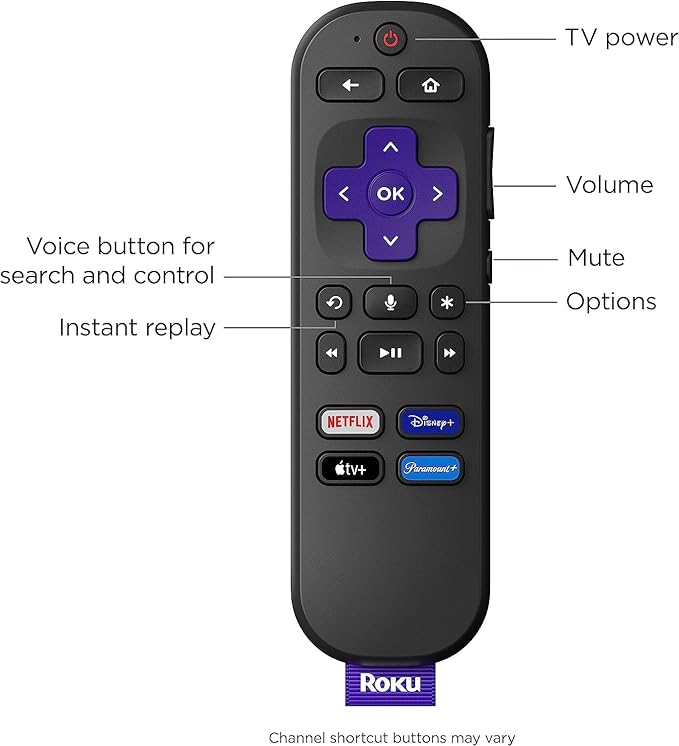 TV power
OK
Volume
Voice button for
search and control
Mute
Options
Instant replay
NETFLIX
Disney+
tv+
Paramount+
Roku
Channel shortcut buttons may vary